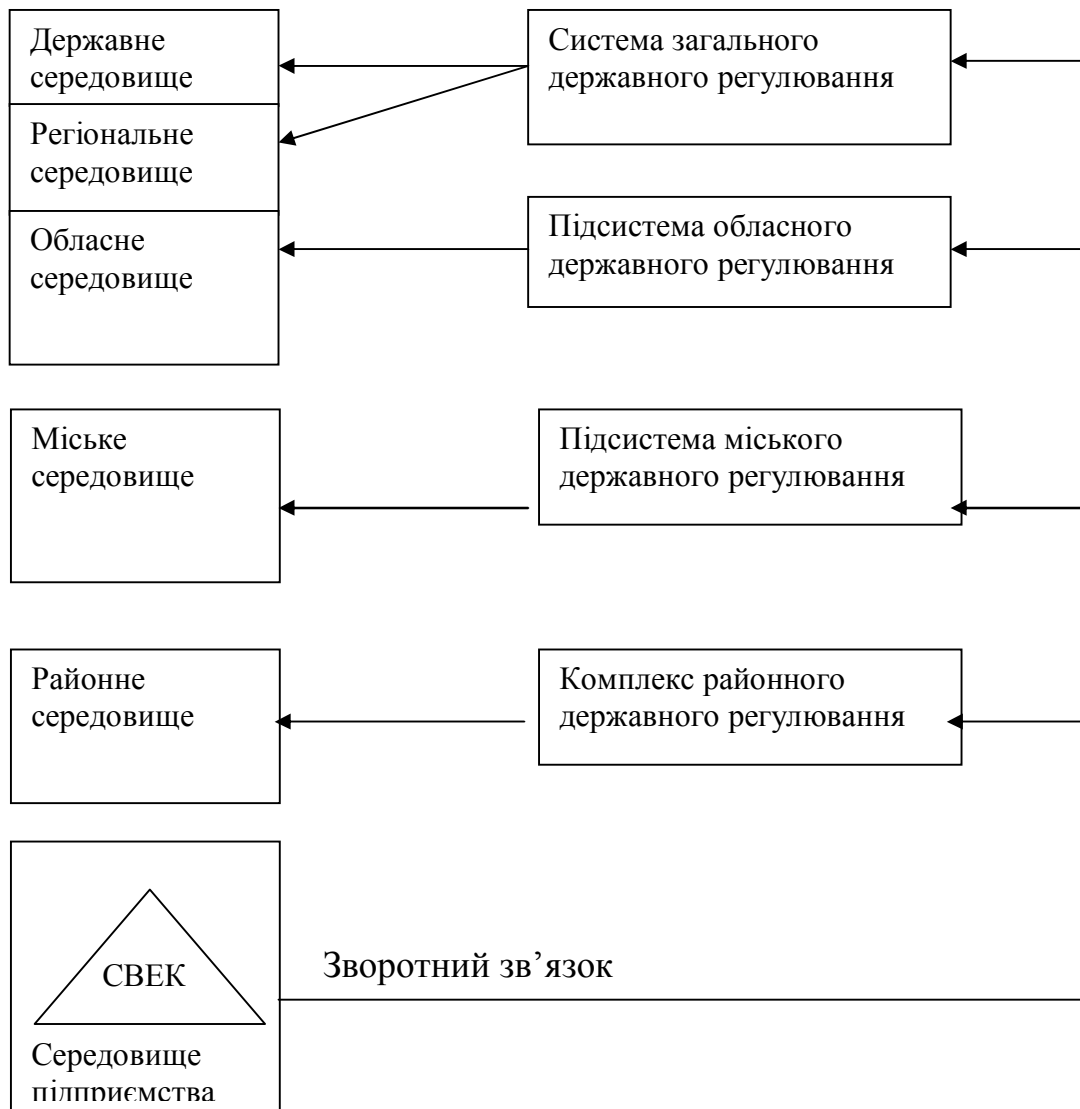 Державне
середовище
Система загального
державного регулювання
Регіональне
середовище
Обласне
середовище
Підсистема обласного
державного регулювання
Міське
середовище
Підсистема міського
державного регулювання
Районне
середовище
Комплекс районного
державного регулювання
СВЕК
Зворотний зв’язок
Середовище
підприємства